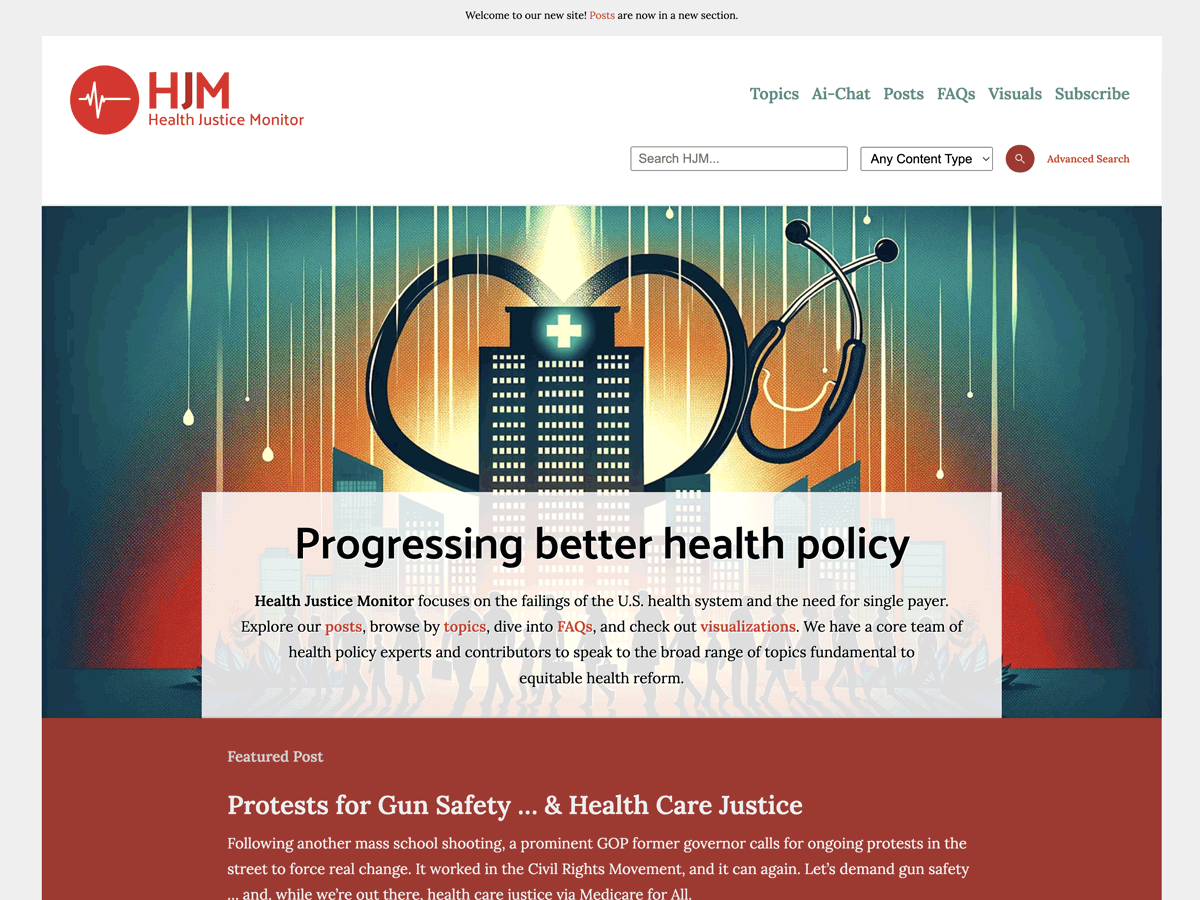 Welcome to our new site! Posts are now in a new section.
HJM
Health Justice Monitor
Topics Ai-Chat Posts FAQs Visuals Subscribe
Search HJM... Any Content Type Advanced Search
Progressing better health policy
Health Justice Monitor focuses on the failings of the U.S. health system and the need for single payer.
Explore our posts, browse by topics, dive into FAQs, and check out visualizations. We have a core team of
health policy experts and contributors to speak to the broad range of topics fundamental to
equitable health reform.
Featured Post
Protests for Gun Safety … & Health Care Justice
Following another mass school shooting, a prominent GOP former governor calls for ongoing protests in the
street to force real change. It worked in the Civil Rights Movement, and it can again. Let’s demand gun safety
… and, while we’re out there, health care justice via Medicare for All.